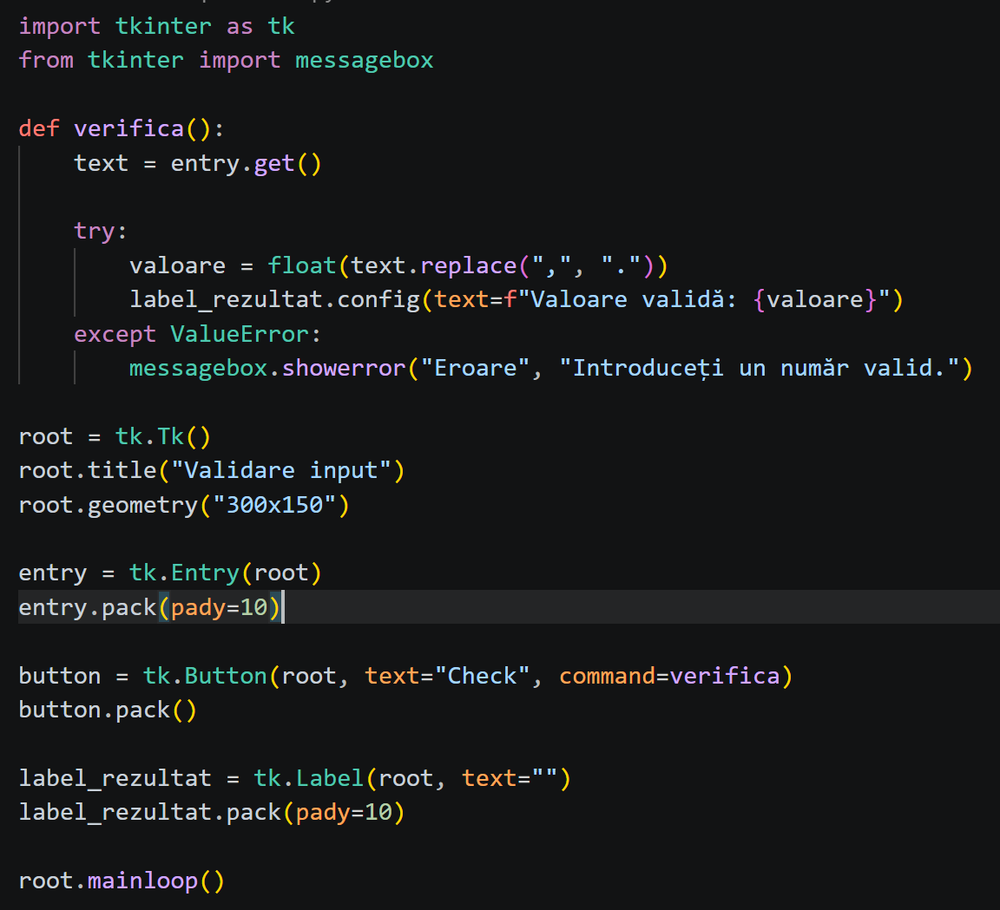 import tkinter as tk
from tkinter import messagebox
def verifica():
    text = entry.get()
    try:
        valoare = float(text.replace(",", "."))
        label_rezultat.config(text=f"Valoare validă: {valoare}")
    except ValueError:
        messagebox.showerror("Eroare", "Introduceți un număr valid.")
root = tk.Tk()
root.title("Validare input")
root.geometry("300x150")
entry = tk.Entry(root)
entry.pack(pady=10)
button = tk.Button(root, text="Check", command=verifica)
button.pack()
label_rezultat = tk.Label(root, text="")
label_rezultat.pack(pady=10)
root.mainloop()